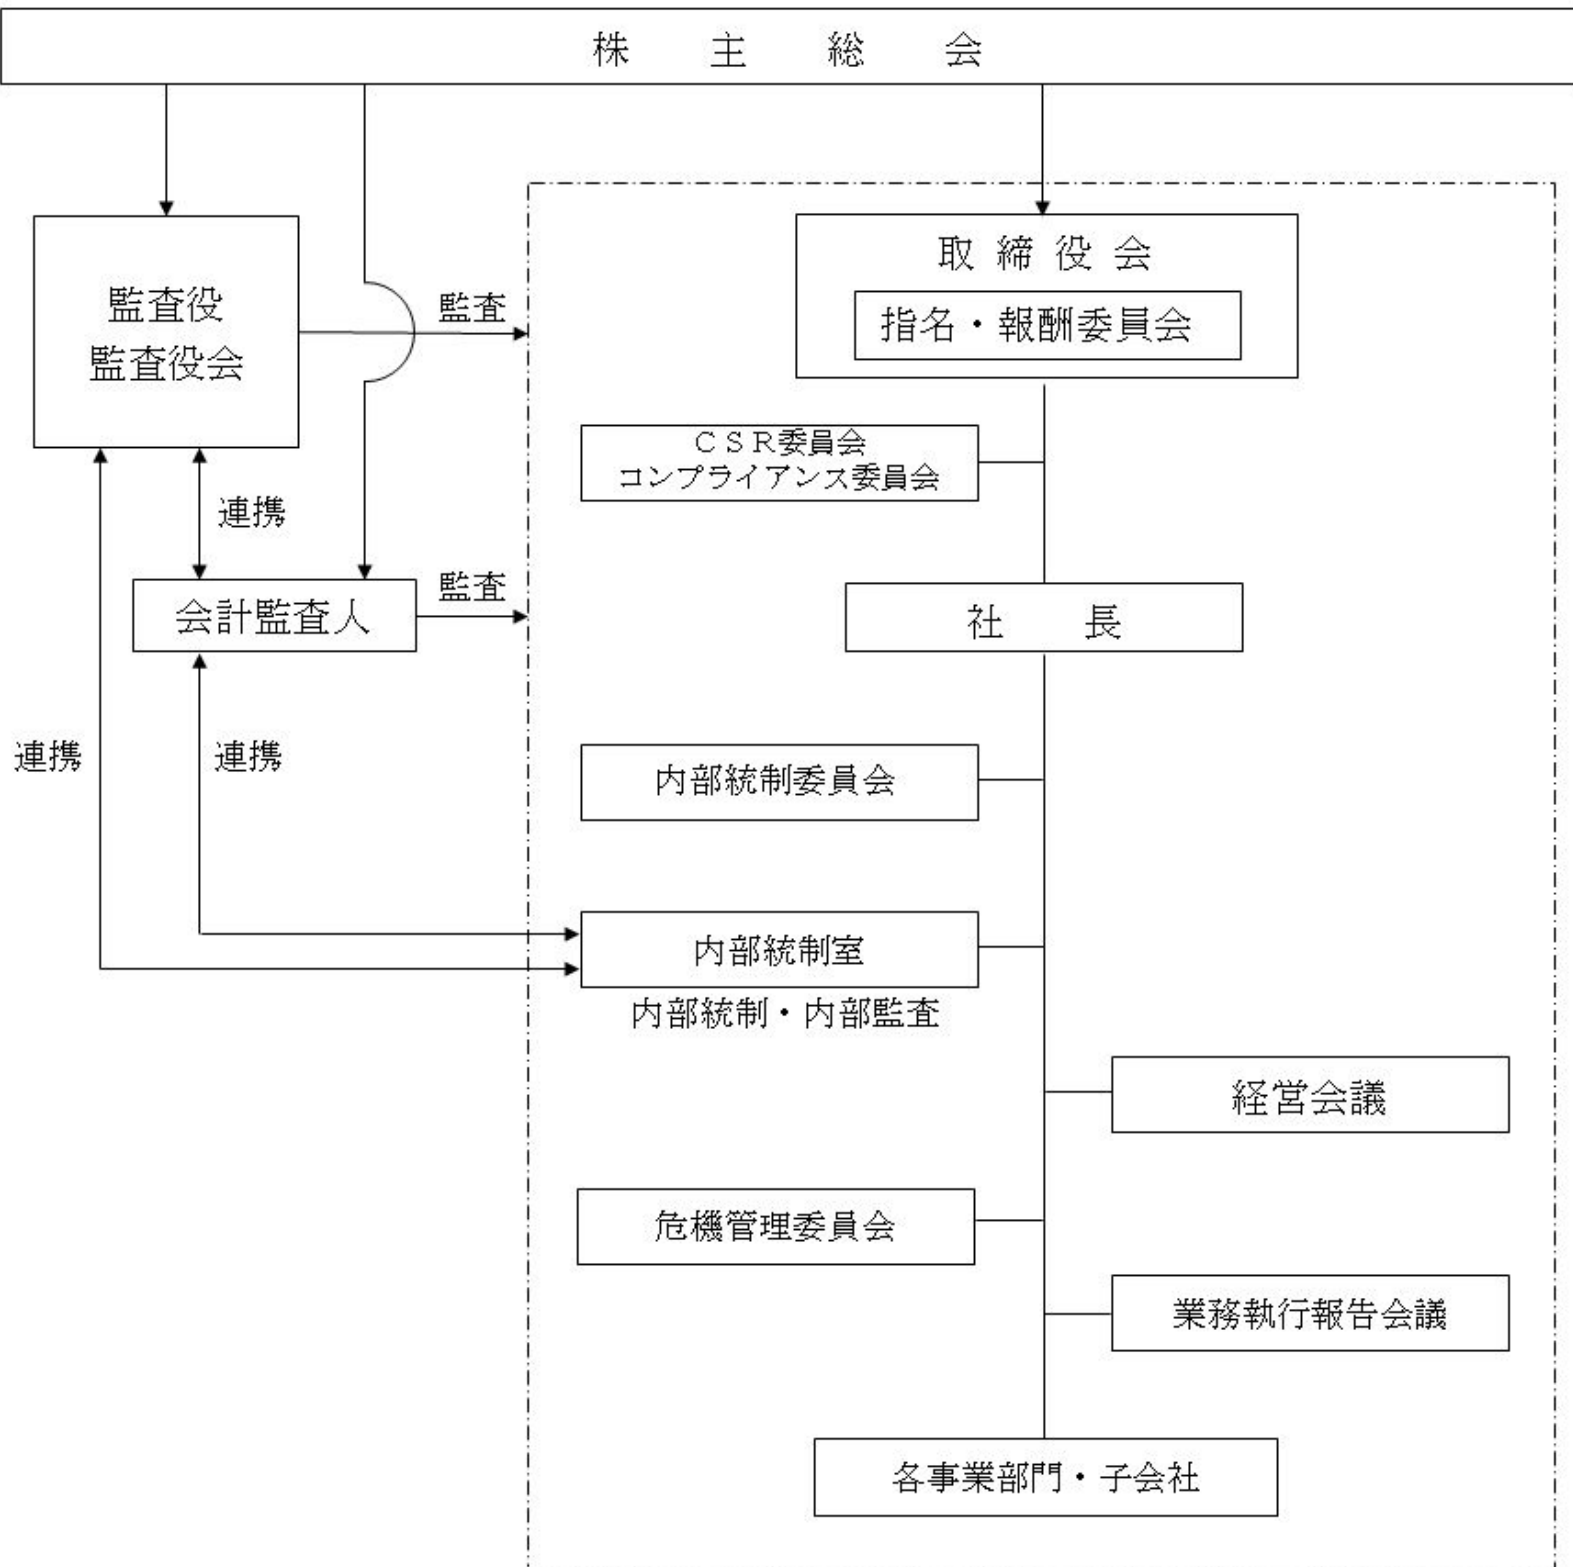 株主総会
取締役会
指名・報酬委員会
監査役
監査役会
監査
CSR委員会
コンプライアンス委員会
連携
会計監査人
監査
社長
連携
連携
内部統制委員会
内部統制室
内部統制・内部監査
経営会議
危機管理委員会
業務執行報告会議
各事業部門・子会社